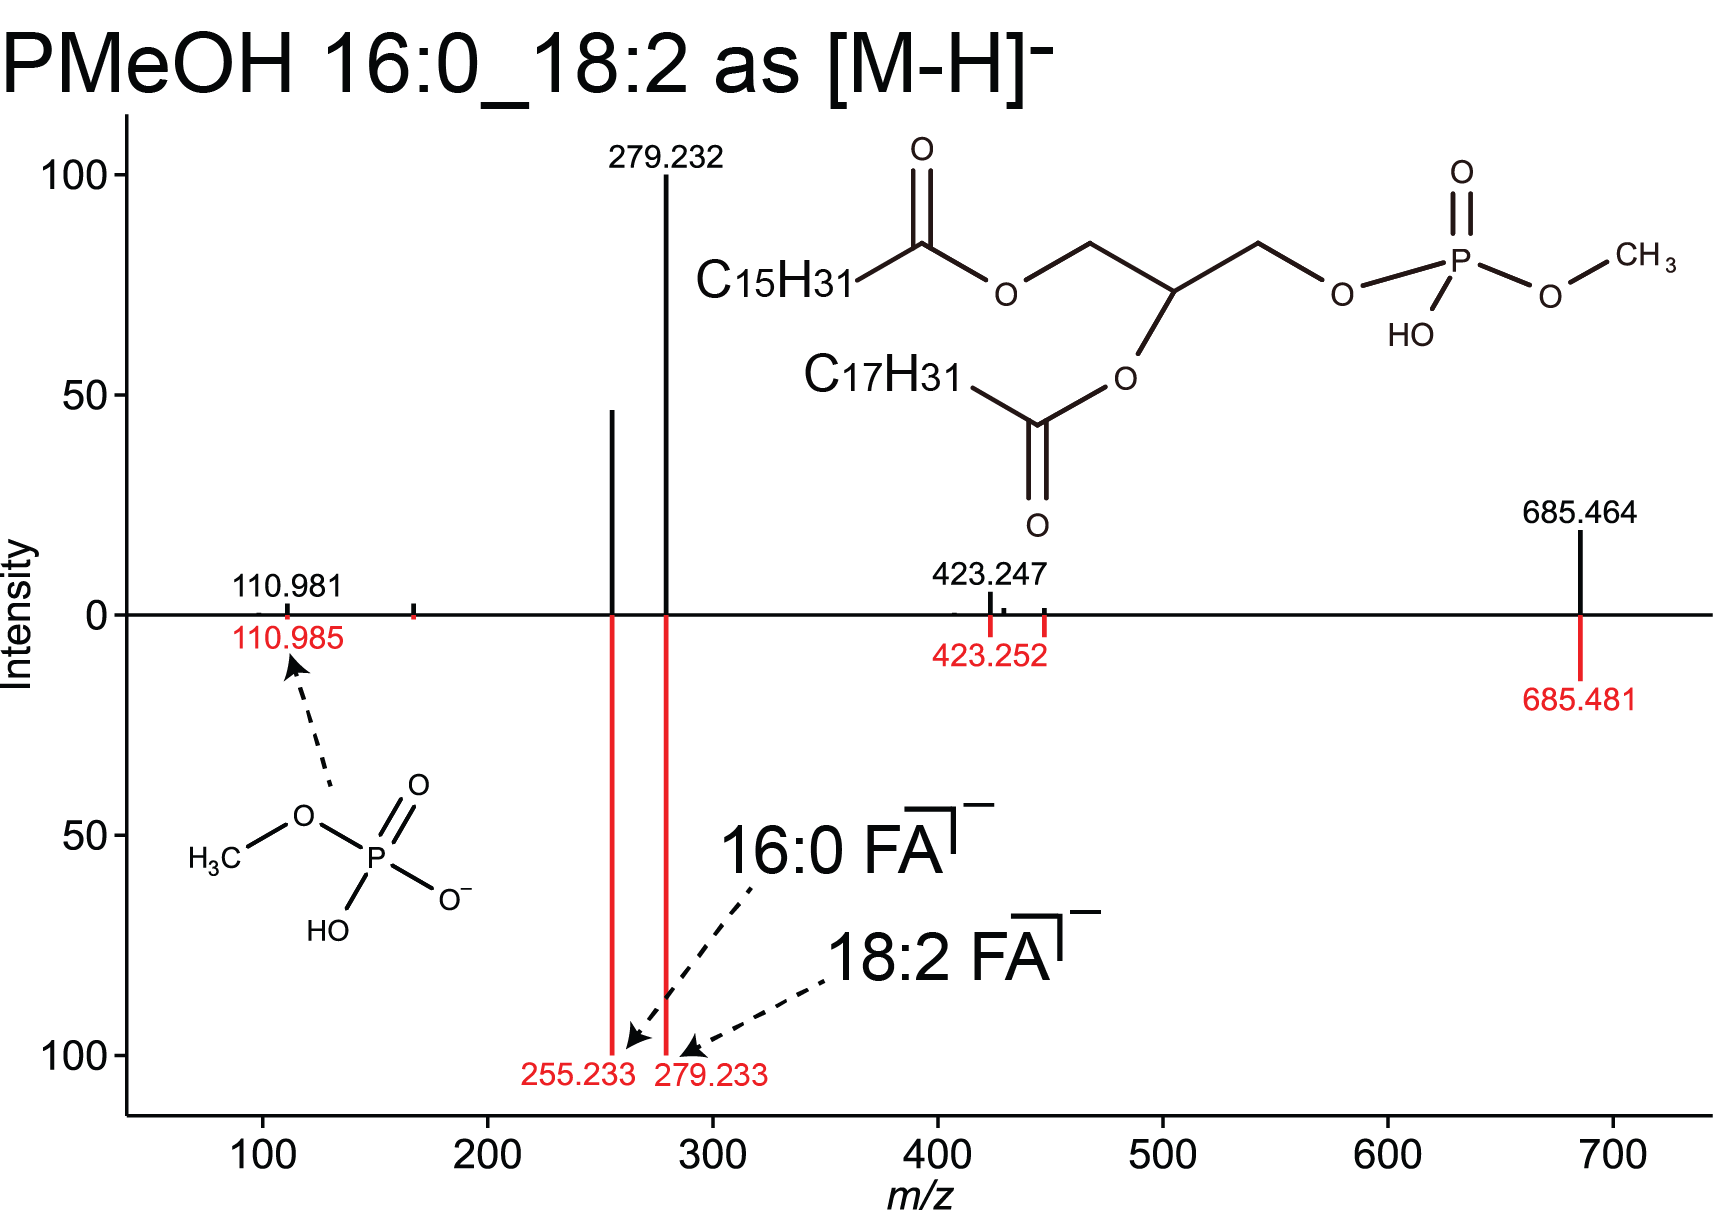 PMeOH 16:0_18:2 as [M-H]⁻
Intensity
100
50
0
50
100
279.232
110.981
423.247
685.464
110.985
423.252
685.481
255.233
279.233
O
C15H31
O
O
P
O
CH3
HO
O
C17H31
O
O
O
O
P
H3C
O⁻
HO
16:0 FA⁻
18:2 FA⁻
100
200
300
400
500
600
700
m/z